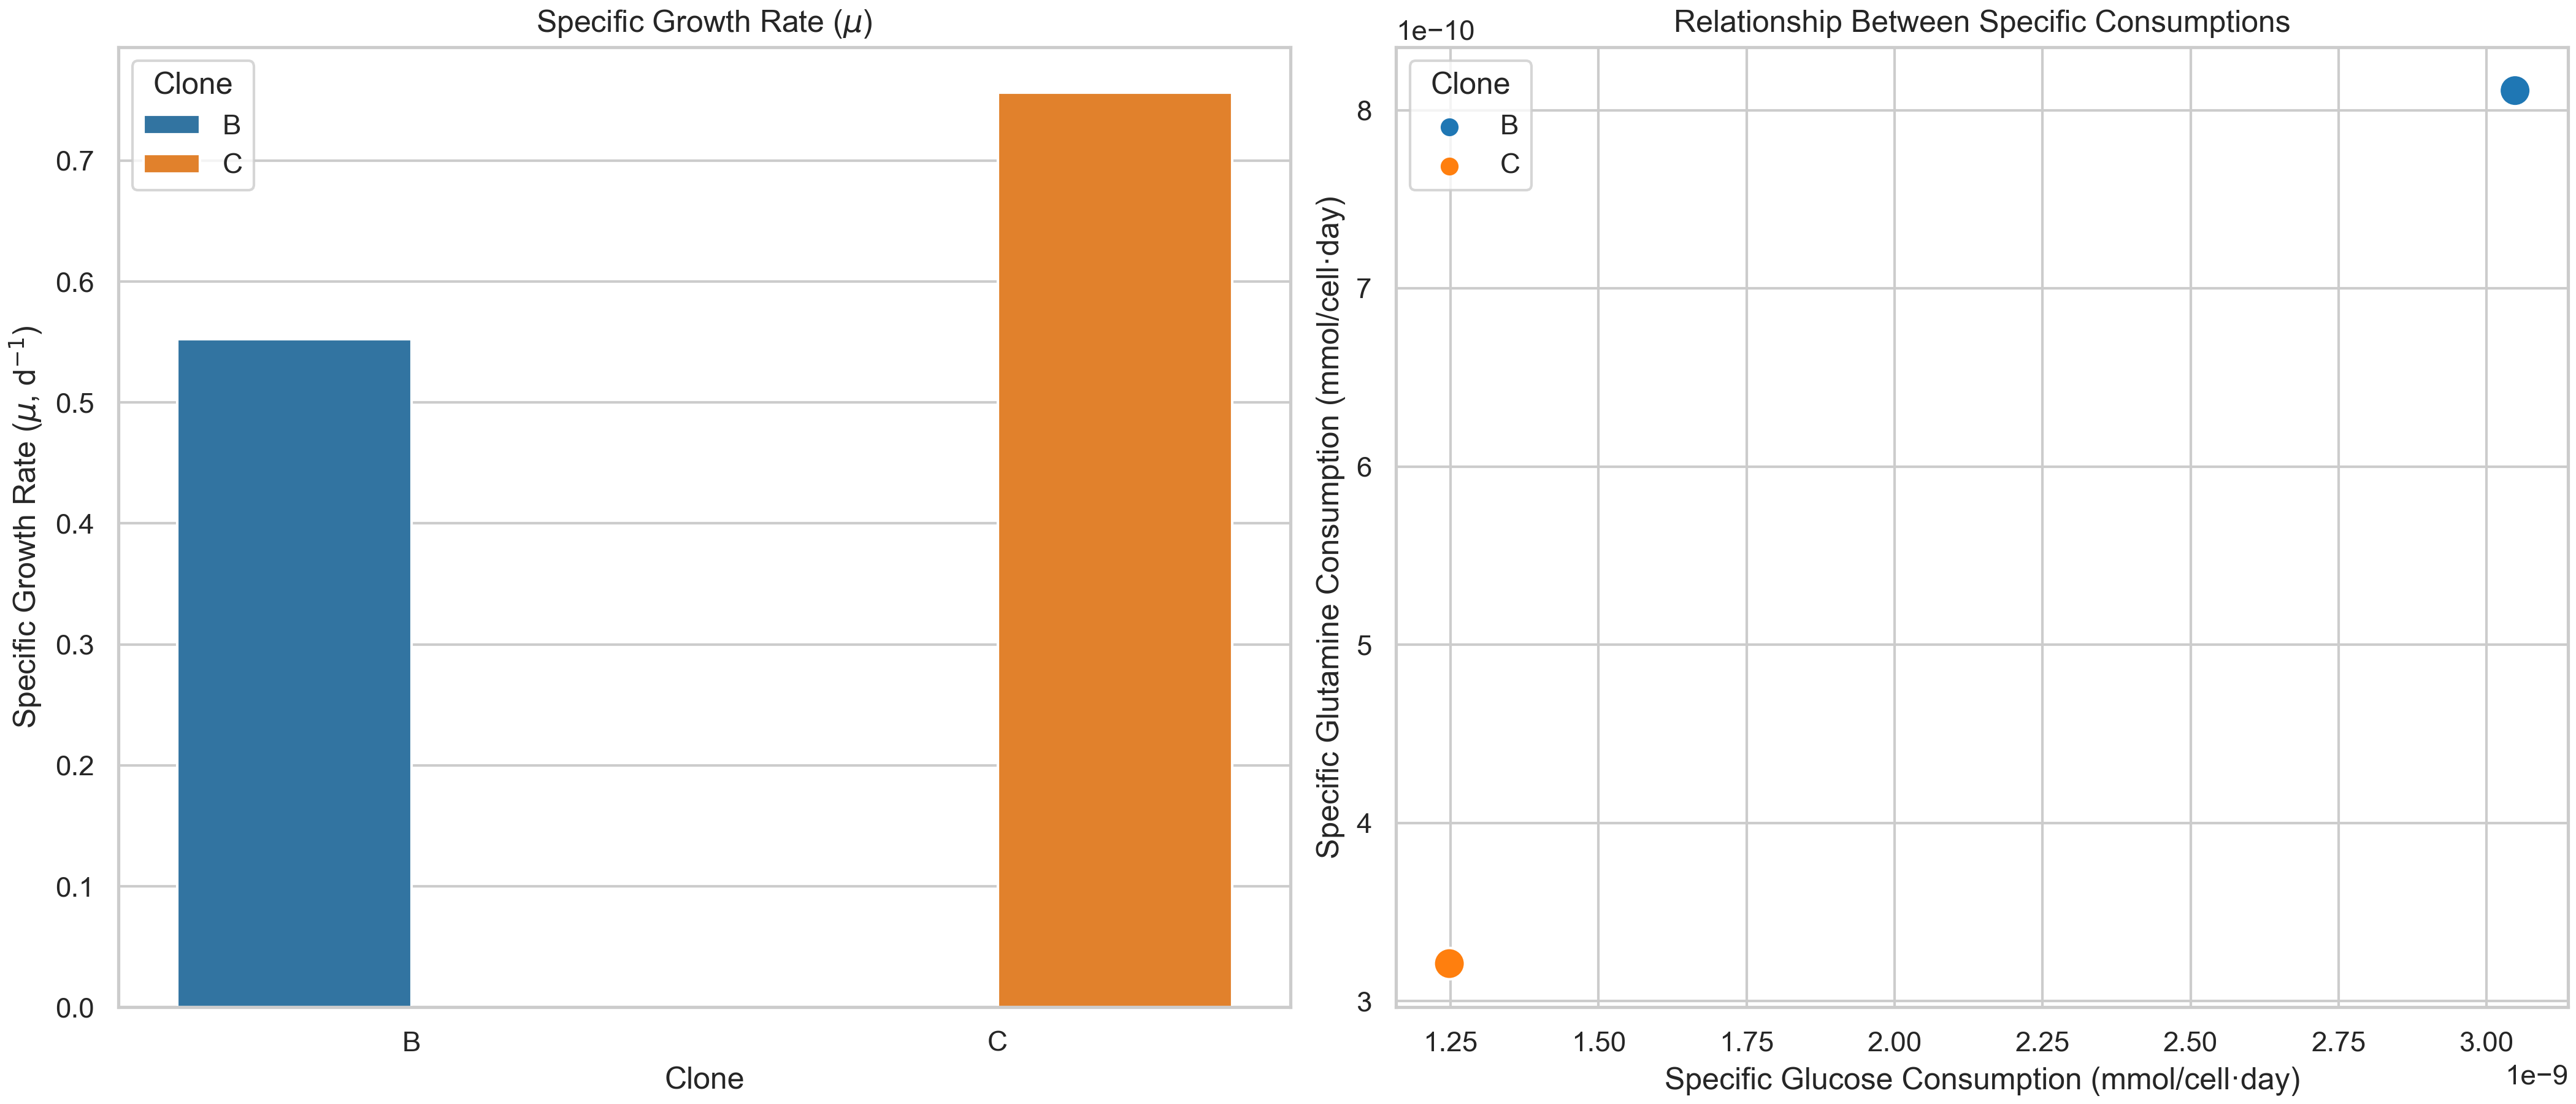 Specific Growth Rate (μ)
Clone
B
C
Specific Growth Rate (μ, d⁻¹)
0.7
0.6
0.5
0.4
0.3
0.2
0.1
0.0
B C
Clone
Relationship Between Specific Consumptions
1e−10
Clone
B
C
Specific Glutamine Consumption (mmol/cell·day)
8
7
6
5
4
3
1.25 1.50 1.75 2.00 2.25 2.50 2.75 3.00
Specific Glucose Consumption (mmol/cell·day)
1e−9